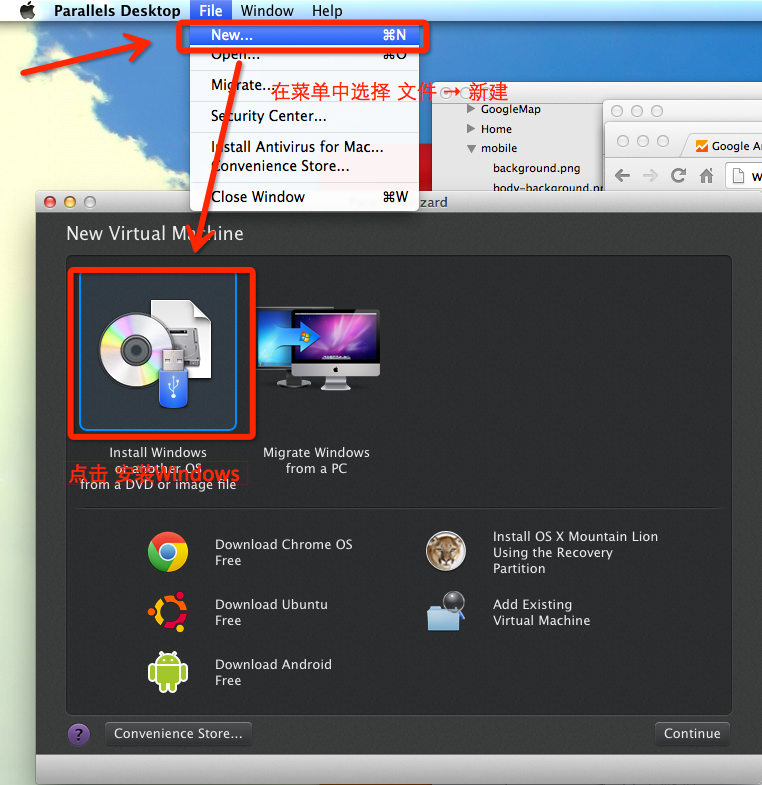 Parallels Desktop File Window Help
New... ⌘N
Open... ⌘O
Migrate...
在菜单中选择 文件 → 新建
Security Center...
Install Antivirus for Mac...
Convenience Store...
Close Window ⌘W
GoogleMap
Home
mobile
background.png
body-background.pn
Google An
w
zard
New Virtual Machine
Install Windows
or another OS
from a DVD or image file
点击 安装Windows
Migrate Windows
from a PC
Download Chrome OS
Free
Install OS X Mountain Lion
Using the Recovery
Partition
Download Ubuntu
Free
Add Existing
Virtual Machine
Download Android
Free
?
Convenience Store...
Continue